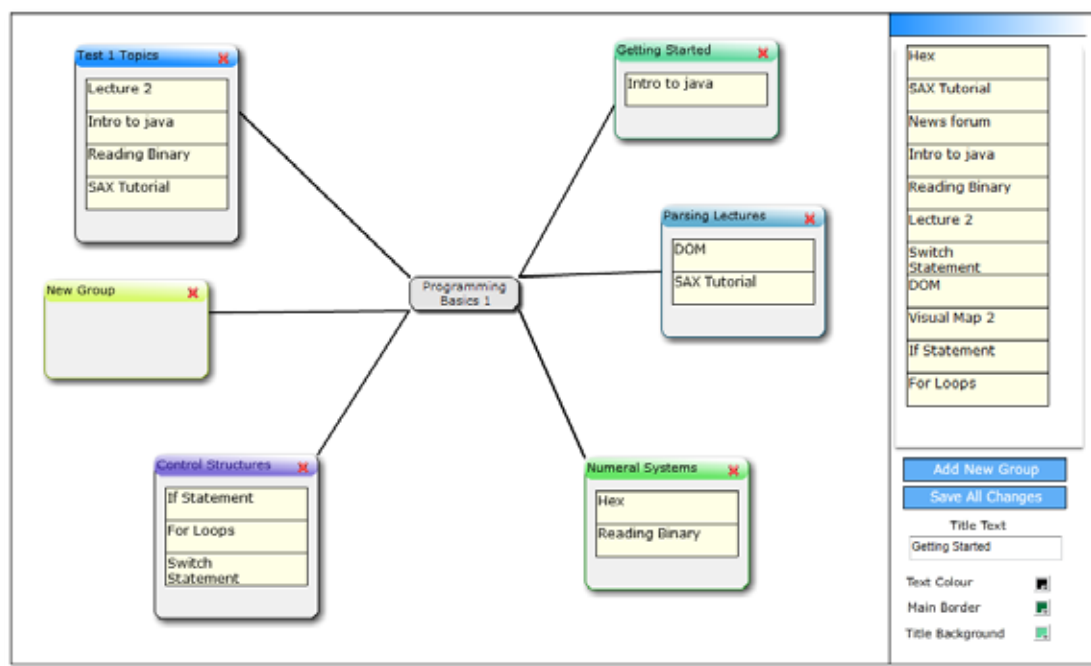 Test 1 Topics
Lecture 2
Intro to java
Reading Binary
SAX Tutorial
Getting Started
Intro to java
Parsing Lectures
DOM
SAX Tutorial
Programming
Basics 1
New Group
Control Structures
If Statement
For Loops
Switch
Statement
Numeral Systems
Hex
Reading Binary
Hex
SAX Tutorial
News forum
Intro to java
Reading Binary
Lecture 2
Switch
Statement
DOM
Visual Map 2
If Statement
For Loops
Add New Group
Save All Changes
Title Text
Getting Started
Text Colour
Main Border
Title Background